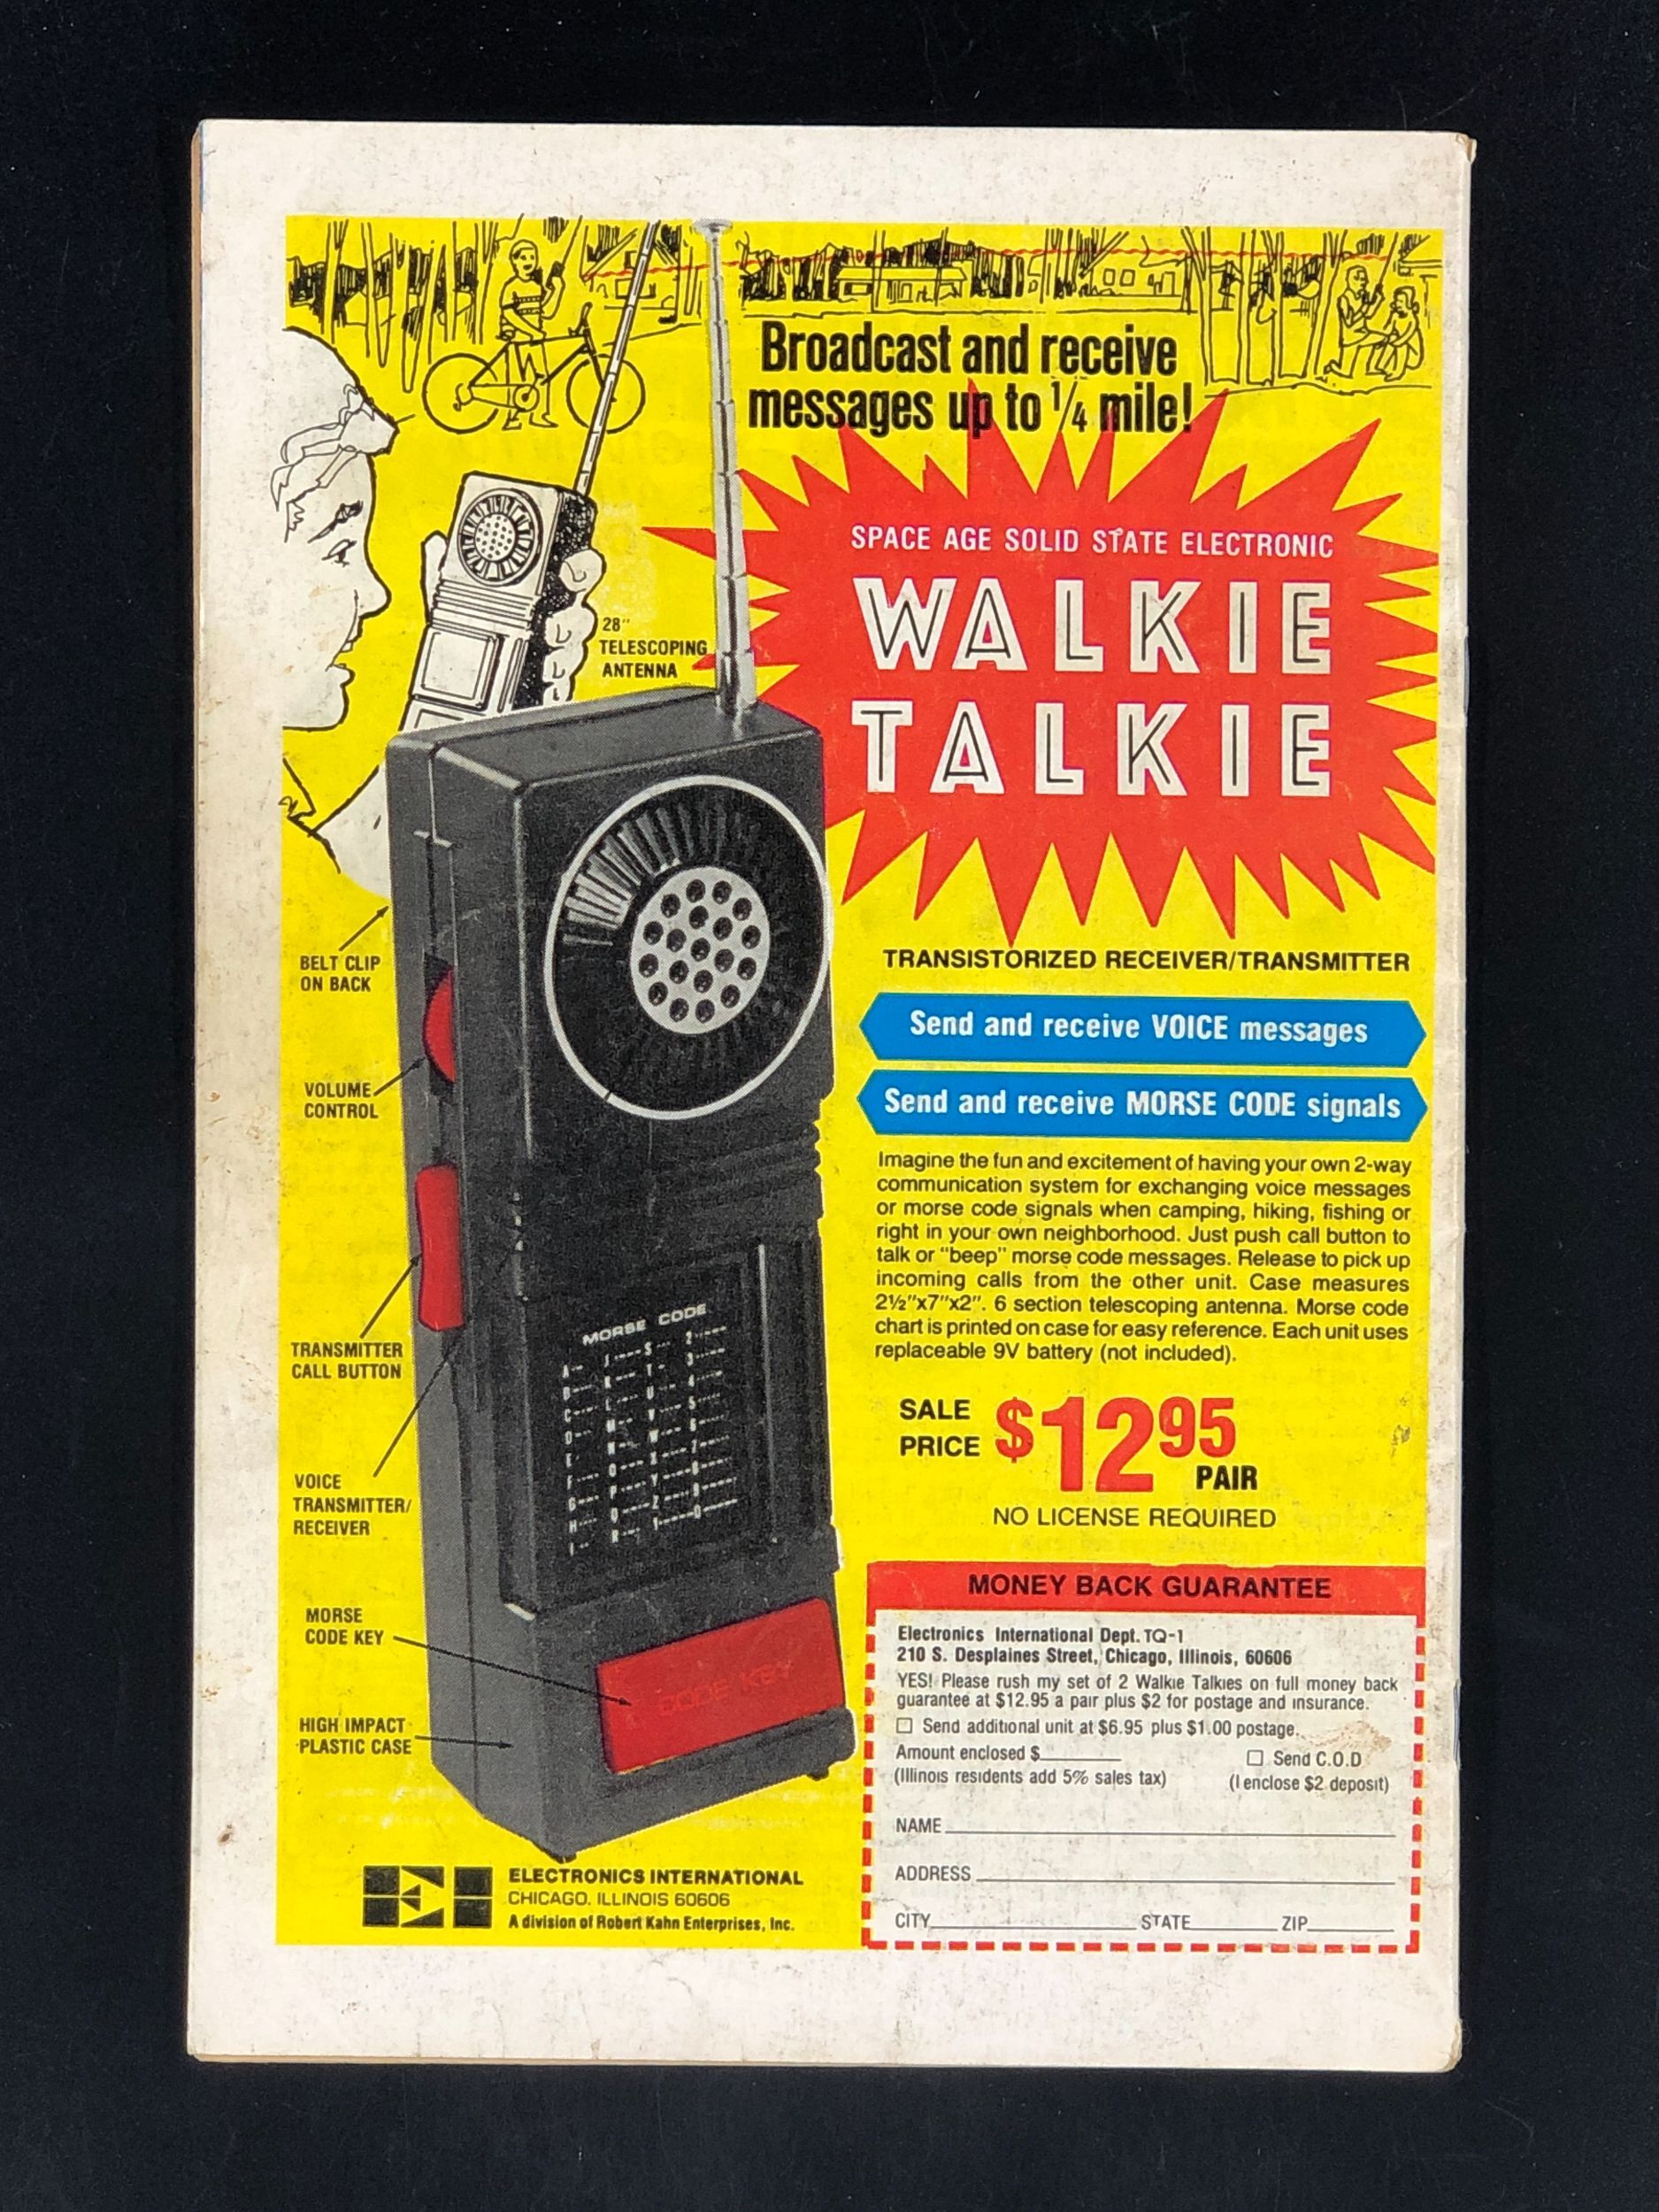 Broadcast and receive
messages up to 1/4 mile!
SPACE AGE SOLID STATE ELECTRONIC
WALKIE
TALKIE
28"
TELESCOPING
ANTENNA
BELT CLIP
ON BACK
VOLUME
CONTROL
TRANSMITTER
CALL BUTTON
VOICE
TRANSMITTER/
RECEIVER
MORSE
CODE KEY
HIGH IMPACT
PLASTIC CASE
MORSE CODE
CODE KEY
TRANSISTORIZED RECEIVER/TRANSMITTER
Send and receive VOICE messages
Send and receive MORSE CODE signals
Imagine the fun and excitement of having your own 2-way
communication system for exchanging voice messages
or morse code signals when camping, hiking, fishing or
right in your own neighborhood. Just push call button to
talk or "beep" morse code messages. Release to pick up
incoming calls from the other unit. Case measures
2½"x7"x2". 6 section telescoping antenna. Morse code
chart is printed on case for easy reference. Each unit uses
replaceable 9V battery (not included).
SALE
PRICE $12 95
PAIR
NO LICENSE REQUIRED
MONEY BACK GUARANTEE
Electronics International Dept. TQ-1
210 S. Desplaines Street, Chicago, Illinois, 60606
YES! Please rush my set of 2 Walkie Talkies on full money back
guarantee at $12.95 a pair plus $2 for postage and insurance.
☐ Send additional unit at $6.95 plus $1.00 postage.
Amount enclosed $ ☐ Send C.O.D
(Illinois residents add 5% sales tax) (I enclose $2 deposit)
NAME
ADDRESS
CITY STATE ZIP
ELECTRONICS INTERNATIONAL
CHICAGO, ILLINOIS 60606
A division of Robert Kahn Enterprises, Inc.